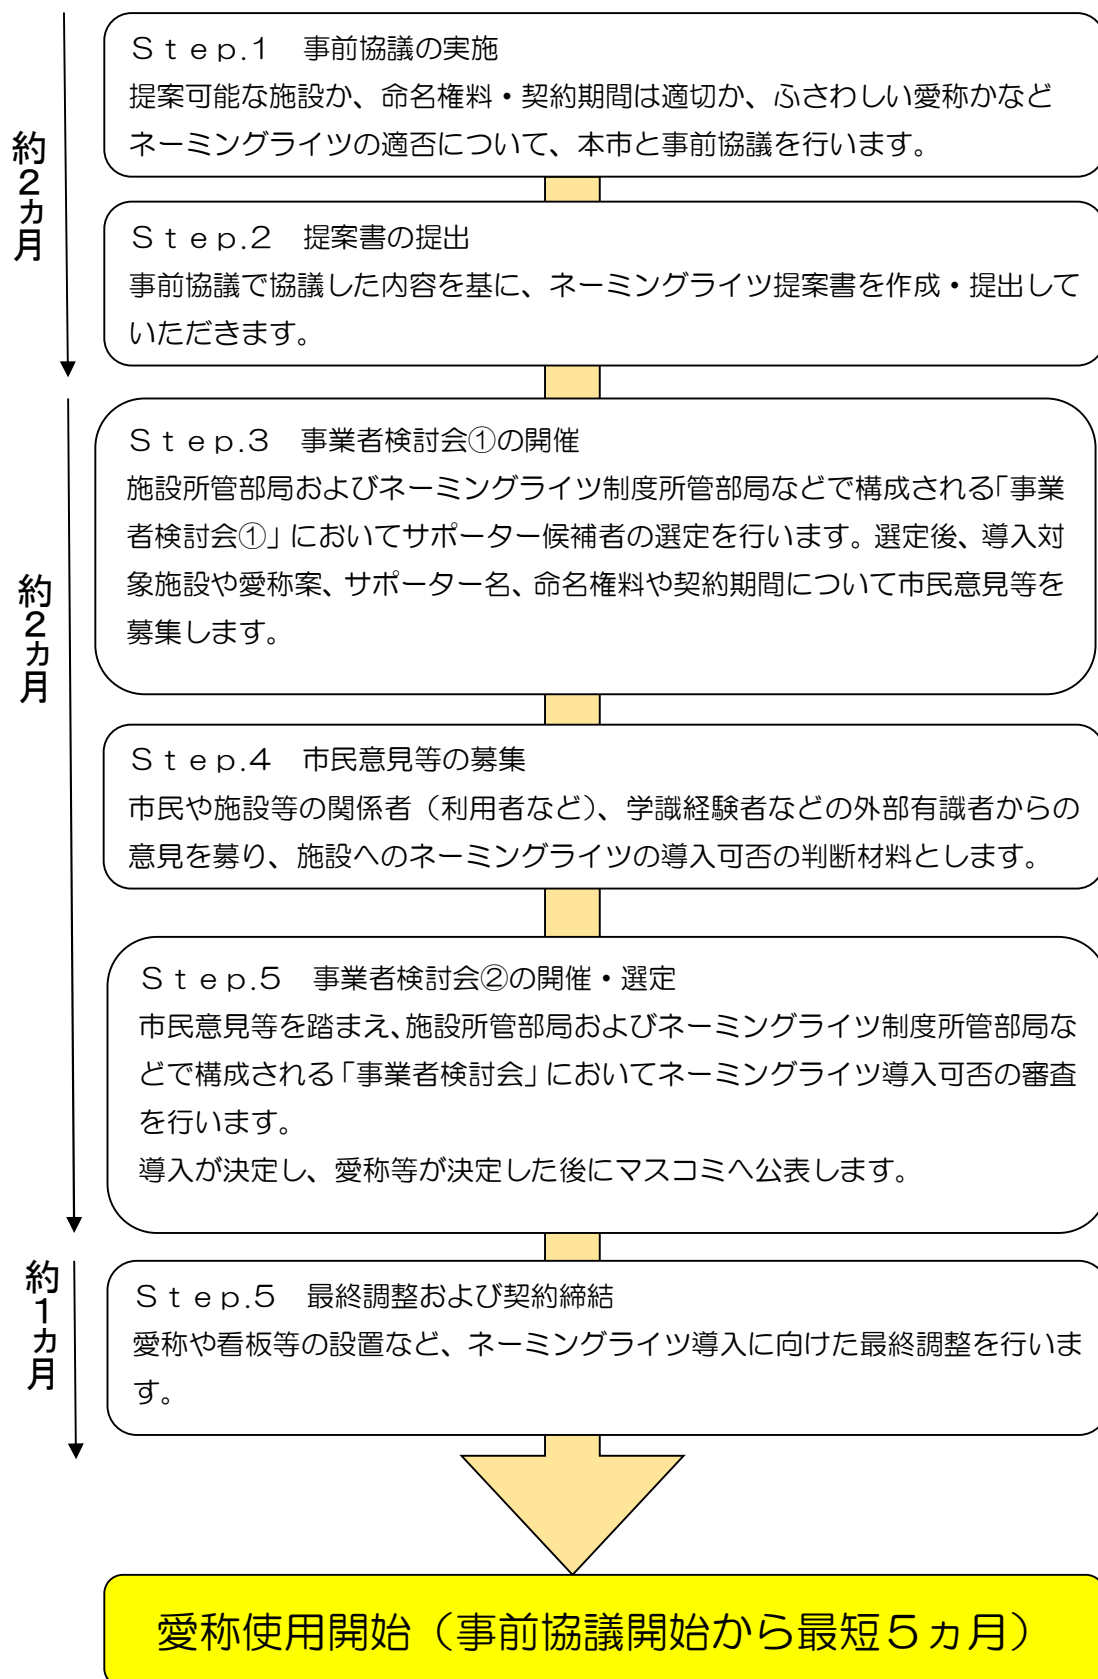 Ｓｔｅｐ.１　事前協議の実施
提案可能な施設か、命名権料・契約期間は適切か、ふさわしい愛称かなど
ネーミングライツの適否について、本市と事前協議を行います。
約２カ月
Ｓｔｅｐ.２　提案書の提出
事前協議で協議した内容を基に、ネーミングライツ提案書を作成・提出して
いただきます。
Ｓｔｅｐ.３　事業者検討会①の開催
施設所管部局およびネーミングライツ制度所管部局などで構成される「事業
者検討会①」においてサポーター候補者の選定を行います。選定後、導入対
象施設や愛称案、サポーター名、命名権料や契約期間について市民意見等を
募集します。
約２カ月
Ｓｔｅｐ.４　市民意見等の募集
市民や施設等の関係者（利用者など）、学識経験者などの外部有識者からの
意見を募り、施設へのネーミングライツの導入可否の判断材料とします。
Ｓｔｅｐ.５　事業者検討会②の開催・選定
市民意見等を踏まえ、施設所管部局およびネーミングライツ制度所管部局な
どで構成される「事業者検討会」においてネーミングライツ導入可否の審査
を行います。
導入が決定し、愛称等が決定した後にマスコミへ公表します。
約１カ月
Ｓｔｅｐ.５　最終調整および契約締結
愛称や看板等の設置など、ネーミングライツ導入に向けた最終調整を行いま
す。
愛称使用開始（事前協議開始から最短５ヵ月）